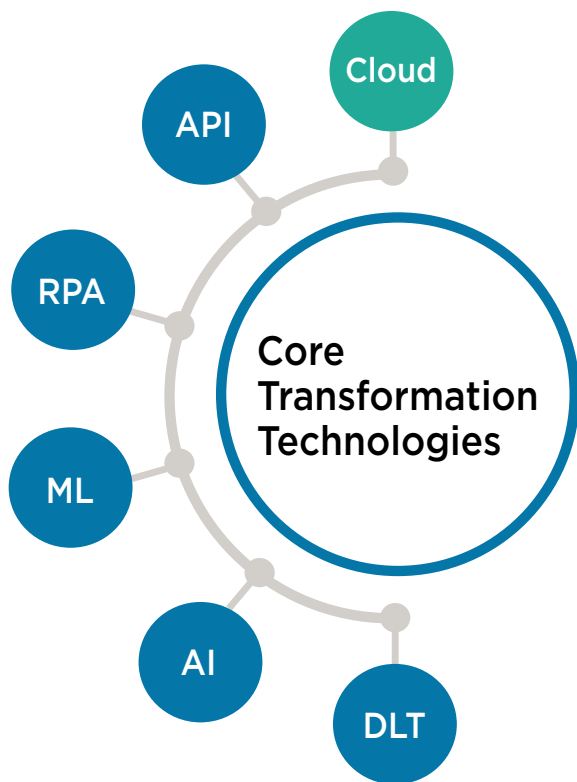 Cloud
API
RPA
Core
Transformation
Technologies
ML
AI
DLT